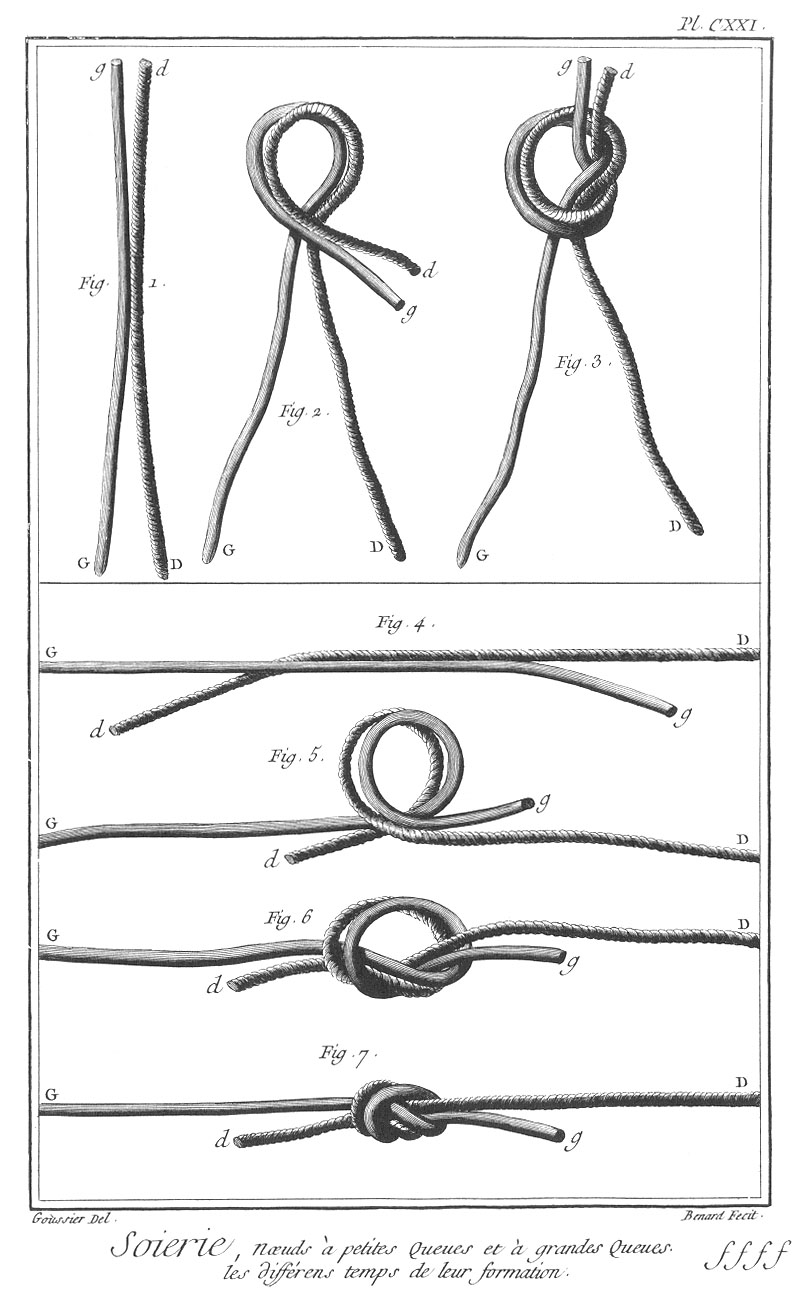 Pl. CXXI.
g d
g d
Fig. 1.
d
g
Fig. 3.
Fig. 2.
G D
G D
G D
Fig. 4.
G D
d g
Fig. 5.
g
G D
d
Fig. 6
G D
d g
Fig. 7.
G D
d g
Goussier Del. Benard Fecit.
Soierie, Nœuds à petites Queues et à grandes Queues.
les différens temps de leur formation.
ffff